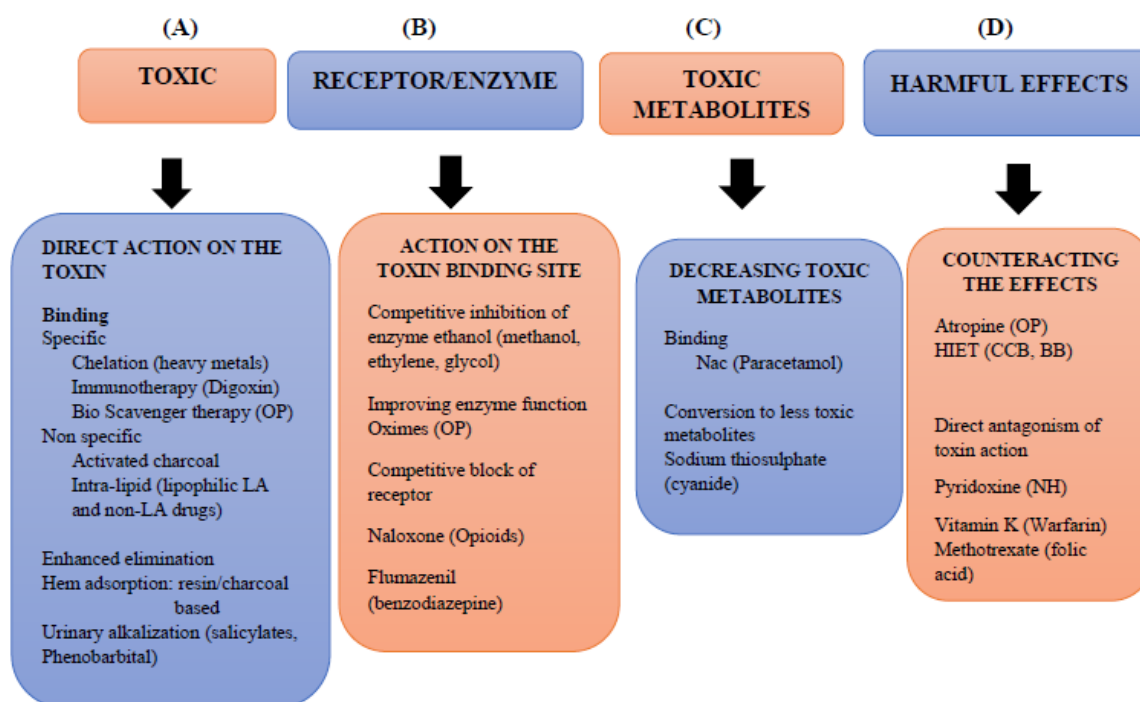 (A)
TOXIC
DIRECT ACTION ON THE
TOXIN
Binding
Specific
Chelation (heavy metals)
Immunotherapy (Digoxin)
Bio Scavenger therapy (OP)
Non specific
Activated charcoal
Intra-lipid (lipophilic LA
and non-LA drugs)
Enhanced elimination
Hem adsorption: resin/charcoal
based
Urinary alkalization (salicylates,
Phenobarbital)
(B)
RECEPTOR/ENZYME
ACTION ON THE
TOXIN BINDING SITE
Competitive inhibition of
enzyme ethanol (methanol,
ethylene, glycol)
Improving enzyme function
Oximes (OP)
Competitive block of
receptor
Naloxone (Opioids)
Flumazenil
(benzodiazepine)
(C)
TOXIC
METABOLITES
DECREASING TOXIC
METABOLITES
Binding
Nac (Paracetamol)
Conversion to less toxic
metabolites
Sodium thiosulphate
(cyanide)
(D)
HARMFUL EFFECTS
COUNTERACTING
THE EFFECTS
Atropine (OP)
HIET (CCB, BB)
Direct antagonism of
toxin action
Pyridoxine (NH)
Vitamin K (Warfarin)
Methotrexate (folic
acid)